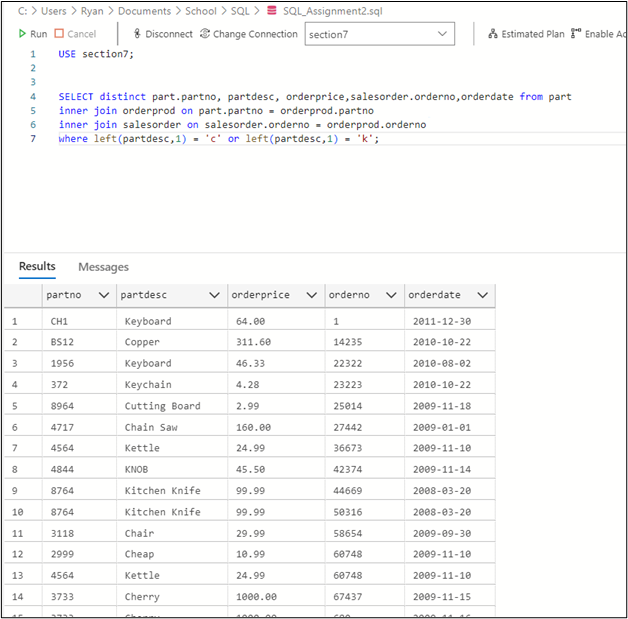 C: > Users > Ryan > Documents > School > SQL > SQL_Assignment2.sql
Run Cancel Disconnect Change Connection section7 Estimated Plan Enable Ac
1 USE section7;
2
3
4 SELECT distinct part.partno, partdesc, orderprice,salesorder.orderno,orderdate from part
5 inner join orderprod on part.partno = orderprod.partno
6 inner join salesorder on salesorder.orderno = orderprod.orderno
7 where left(partdesc,1) = 'c' or left(partdesc,1) = 'k';
Results Messages
partno partdesc orderprice orderno orderdate
1 CH1 Keyboard 64.00 1 2011-12-30
2 BS12 Copper 311.60 14235 2010-10-22
3 1956 Keyboard 46.33 22322 2010-08-02
4 372 Keychain 4.28 23223 2010-10-22
5 8964 Cutting Board 2.99 25014 2009-11-18
6 4717 Chain Saw 160.00 27442 2009-01-01
7 4564 Kettle 24.99 36673 2009-11-10
8 4844 KNOB 45.50 42374 2009-11-14
9 8764 Kitchen Knife 99.99 44669 2008-03-20
10 8764 Kitchen Knife 99.99 50316 2008-03-20
11 3118 Chair 29.99 58654 2009-09-30
12 2999 Cheap 10.99 60748 2009-11-10
13 4564 Kettle 24.99 60748 2009-11-10
14 3733 Cherry 1000.00 67437 2009-11-15